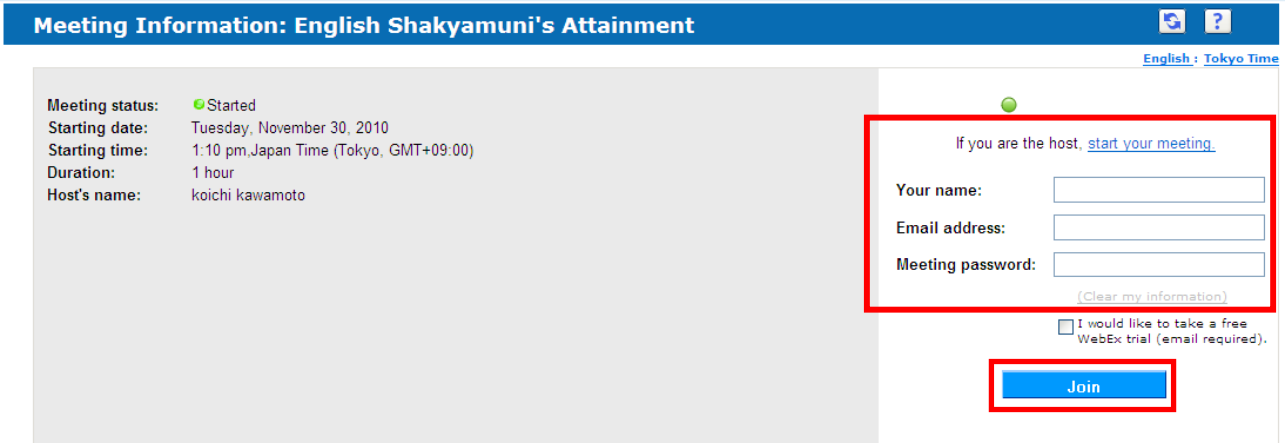 Meeting Information: English Shakyamuni's Attainment
?
English : Tokyo Time
Meeting status: Started
Starting date: Tuesday, November 30, 2010
Starting time: 1:10 pm,Japan Time (Tokyo, GMT+09:00)
Duration: 1 hour
Host's name: koichi kawamoto
If you are the host, start your meeting.
Your name:
Email address:
Meeting password:
(Clear my information)
I would like to take a free
WebEx trial (email required).
Join